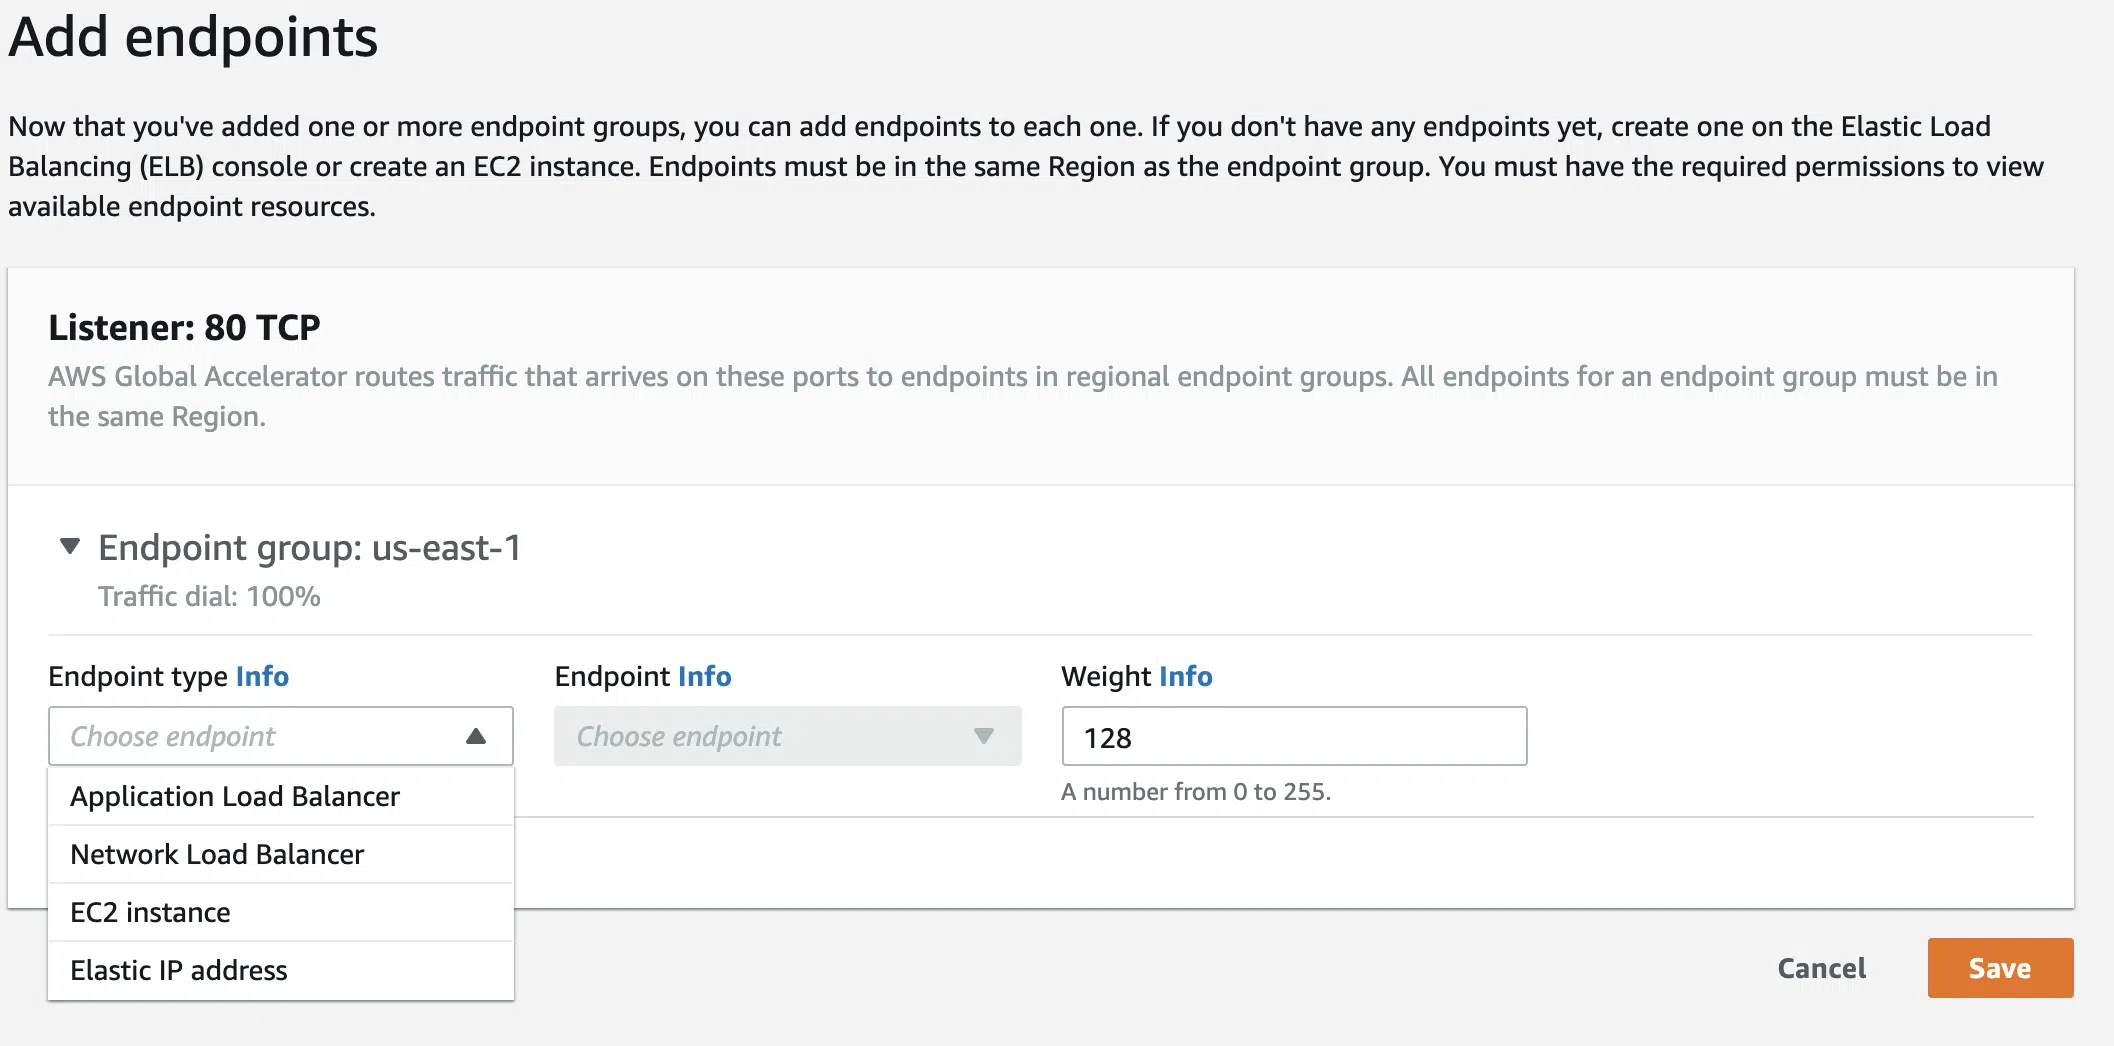 Add endpoints
Now that you've added one or more endpoint groups, you can add endpoints to each one. If you don't have any endpoints yet, create one on the Elastic Load
Balancing (ELB) console or create an EC2 instance. Endpoints must be in the same Region as the endpoint group. You must have the required permissions to view
available endpoint resources.
Listener: 80 TCP
AWS Global Accelerator routes traffic that arrives on these ports to endpoints in regional endpoint groups. All endpoints for an endpoint group must be in
the same Region.
Endpoint group: us-east-1
Traffic dial: 100%
Endpoint type Info
Endpoint Info
Weight Info
Choose endpoint
Choose endpoint
128
A number from 0 to 255.
Application Load Balancer
Network Load Balancer
EC2 instance
Elastic IP address
Cancel
Save